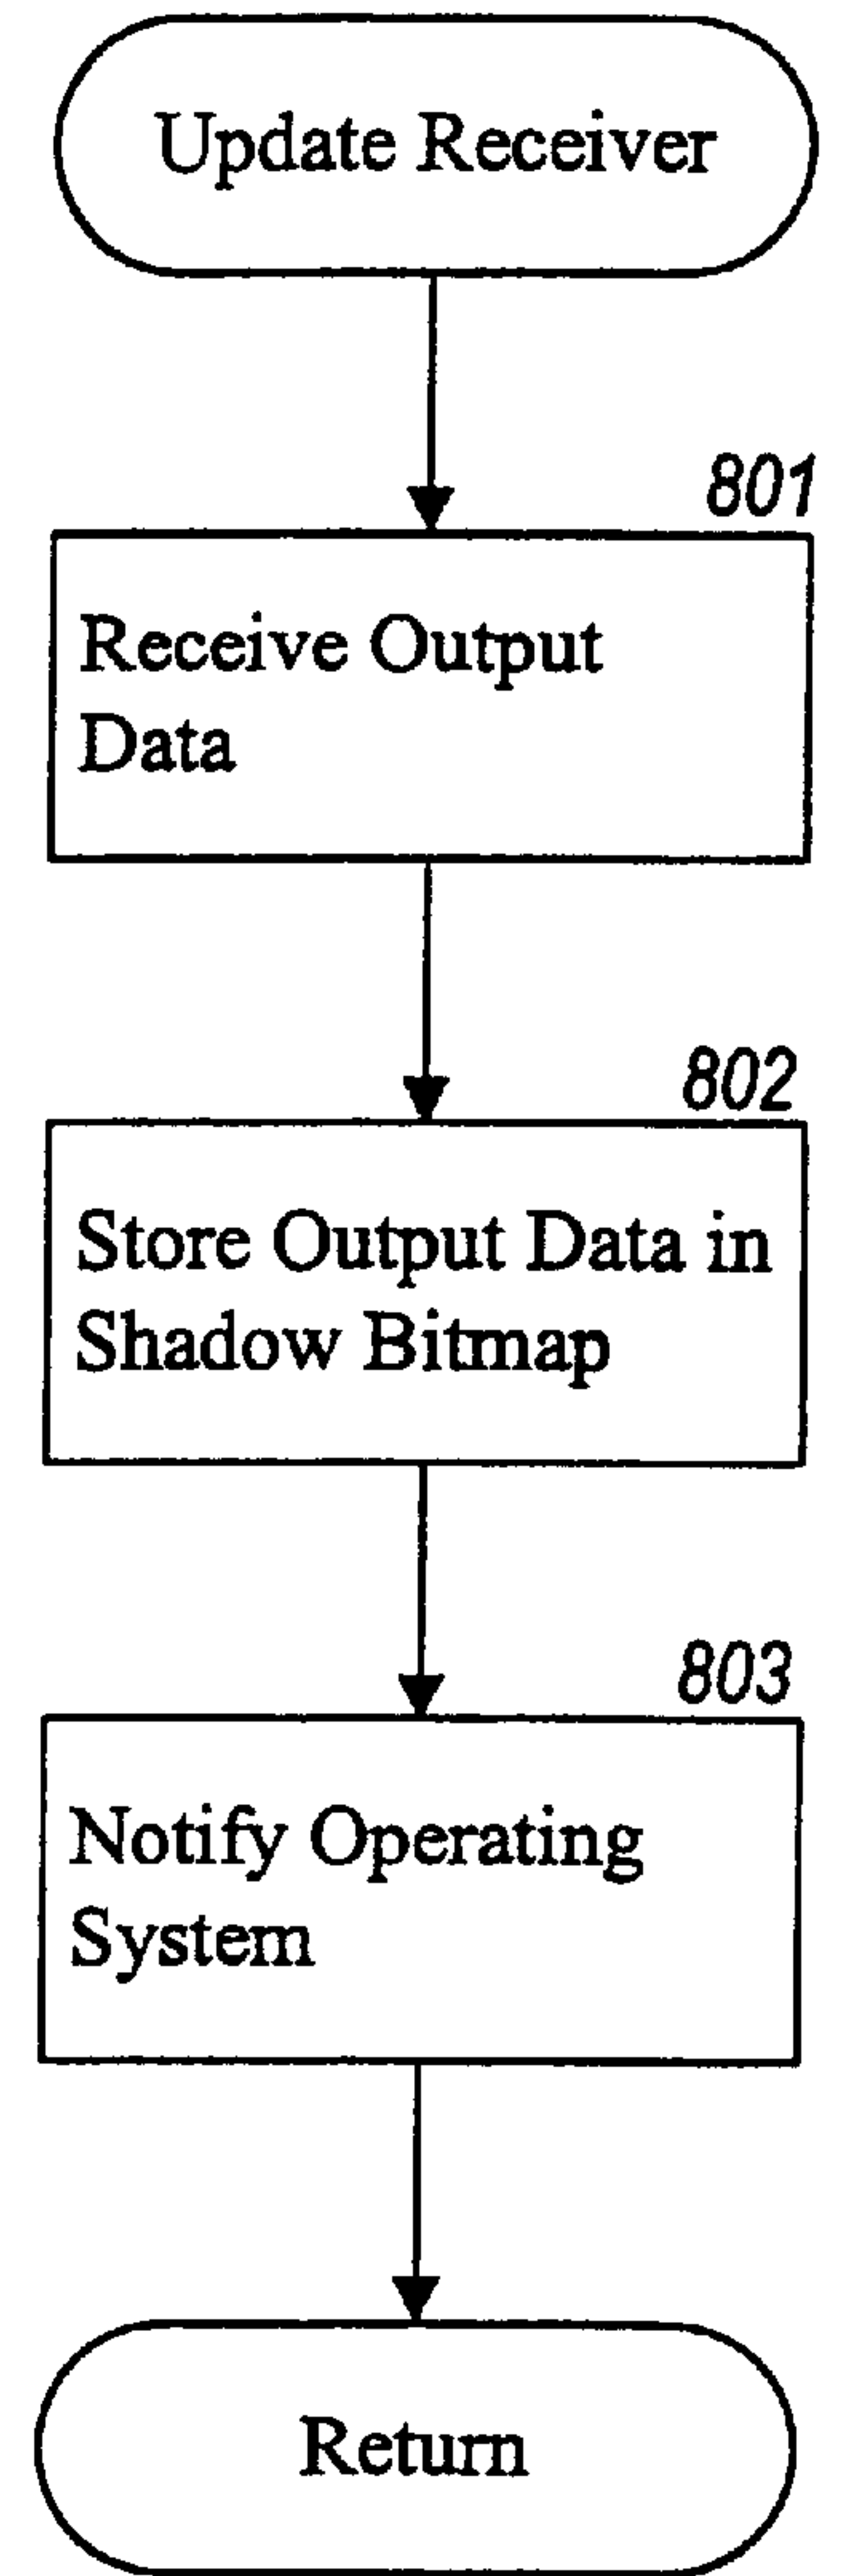 Update Receiver
801
Receive Output
Data
802
Store Output Data in
Shadow Bitmap
803
Notify Operating
System
Return